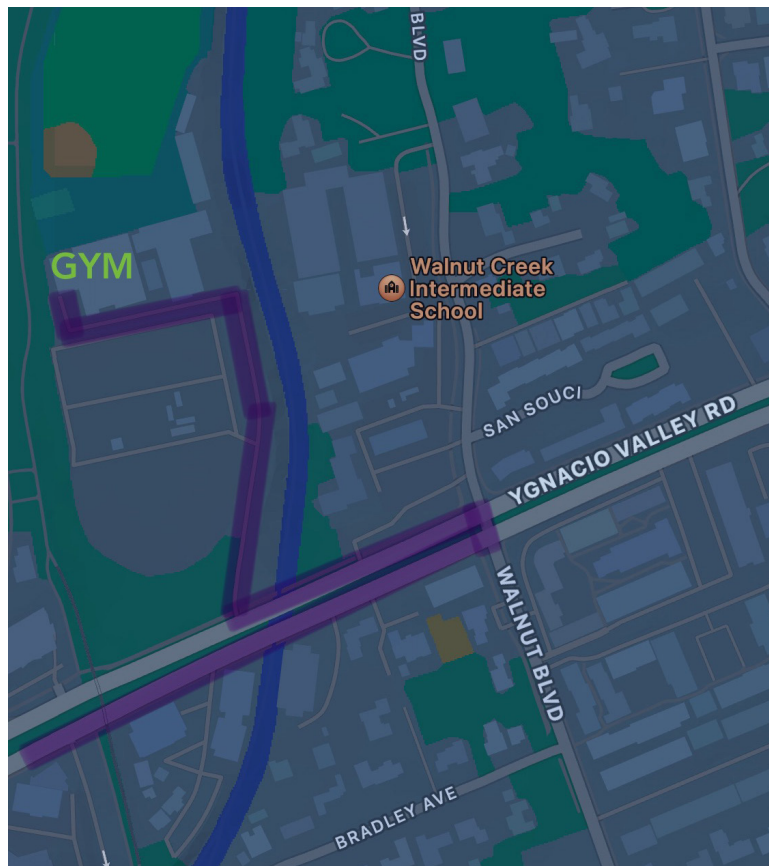 BLVD
GYM
Walnut Creek
Intermediate
School
SAN SOUCI
YGNACIO VALLEY RD
WALNUT BLVD
BRADLEY AVE